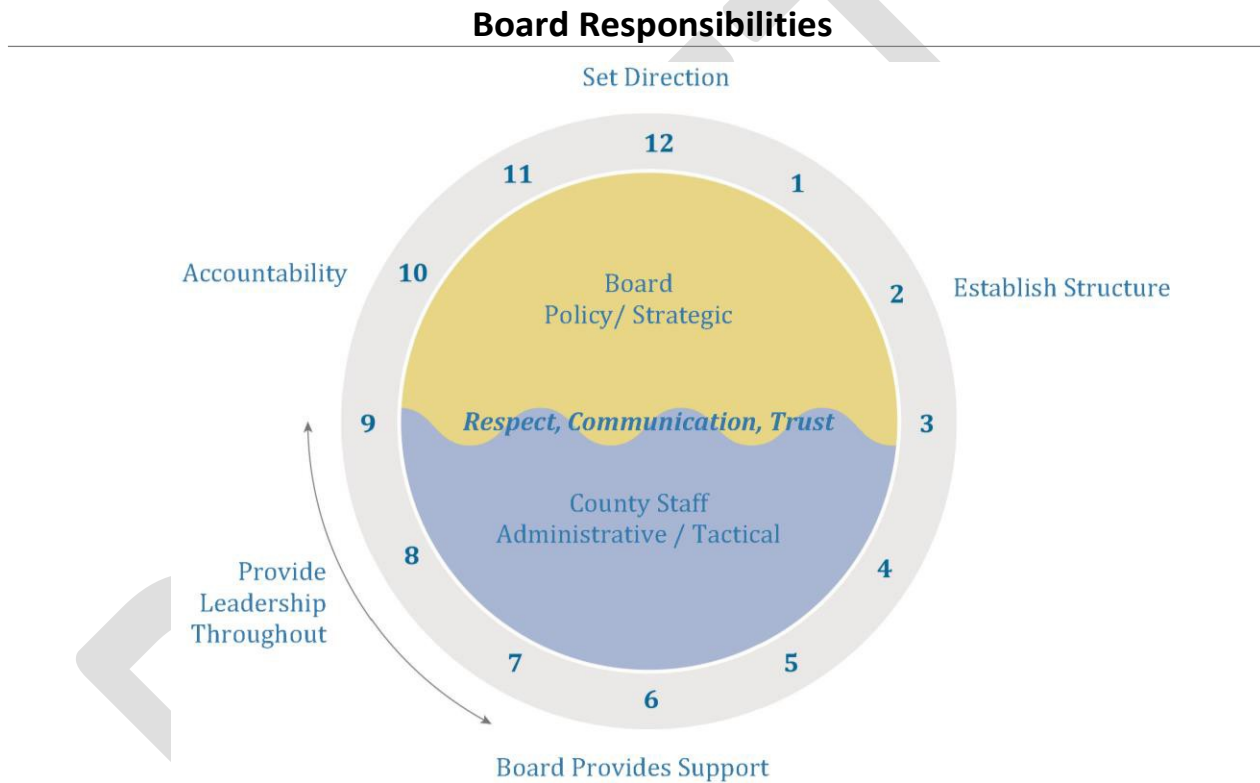 Board Responsibilities
Set Direction
12
11
1
Accountability
10
2
Establish Structure
Board
Policy/ Strategic
9
Respect, Communication, Trust
3
County Staff
Administrative / Tactical
8
4
Provide
Leadership
Throughout
7
5
6
Board Provides Support